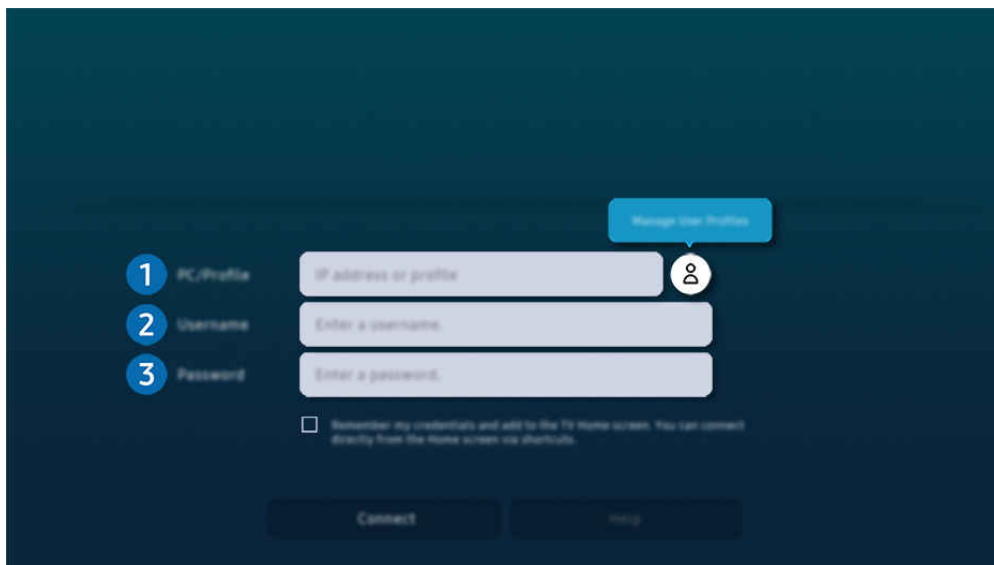 Manage User Profiles
1 PC/Profile IP address or profile
2 Username Enter a username.
3 Password Enter a password.
Remember my credentials and add to the TV Home screen. You can connect
directly from the Home screen via shortcuts.
Connect Help